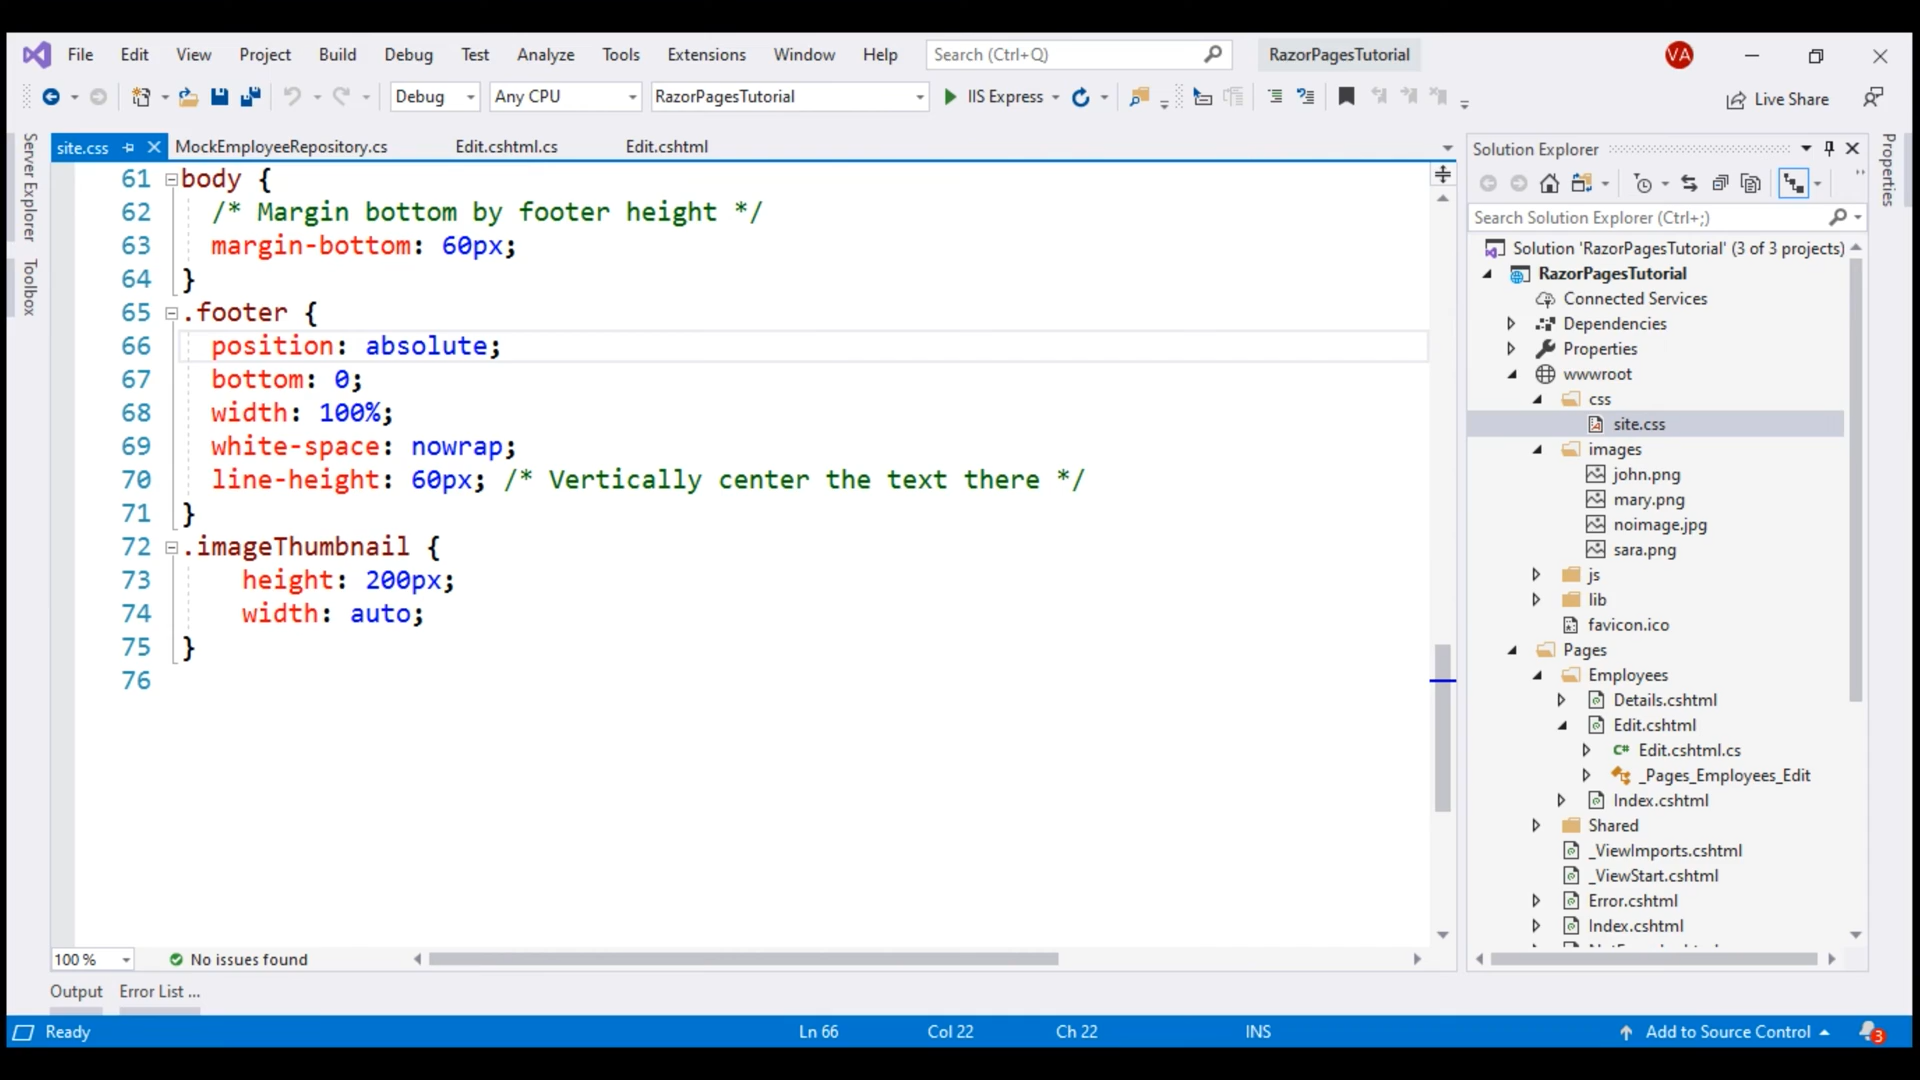 File Edit View Project Build Debug Test Analyze Tools Extensions Window Help Search (Ctrl+Q) RazorPagesTutorial VA
Debug Any CPU RazorPagesTutorial IIS Express Live Share
Server Explorer
Toolbox
site.css MockEmployeeRepository.cs Edit.cshtml.cs Edit.cshtml
61 body {
62 /* Margin bottom by footer height */
63 margin-bottom: 60px;
64 }
65 .footer {
66 position: absolute;
67 bottom: 0;
68 width: 100%;
69 white-space: nowrap;
70 line-height: 60px; /* Vertically center the text there */
71 }
72 .imageThumbnail {
73 height: 200px;
74 width: auto;
75 }
76
100 % No issues found
Solution Explorer
Search Solution Explorer (Ctrl+;)
Solution 'RazorPagesTutorial' (3 of 3 projects)
RazorPagesTutorial
Connected Services
Dependencies
Properties
wwwroot
css
site.css
images
john.png
mary.png
noimage.jpg
sara.png
js
lib
favicon.ico
Pages
Employees
Details.cshtml
Edit.cshtml
C# Edit.cshtml.cs
_Pages_Employees_Edit
Index.cshtml
Shared
_ViewImports.cshtml
_ViewStart.cshtml
Error.cshtml
Index.cshtml
Properties
Output Error List ...
Ready Ln 66 Col 22 Ch 22 INS Add to Source Control 3